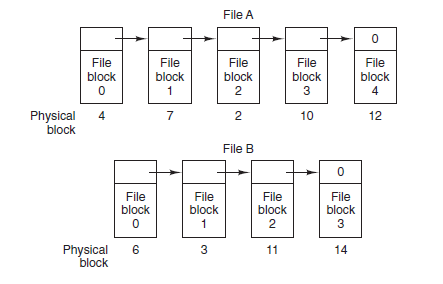 File A
0
File File File File File
block block block block block
0 1 2 3 4
Physical 4 7 2 10 12
block
File B
0
File File File File
block block block block
0 1 2 3
Physical 6 3 11 14
block